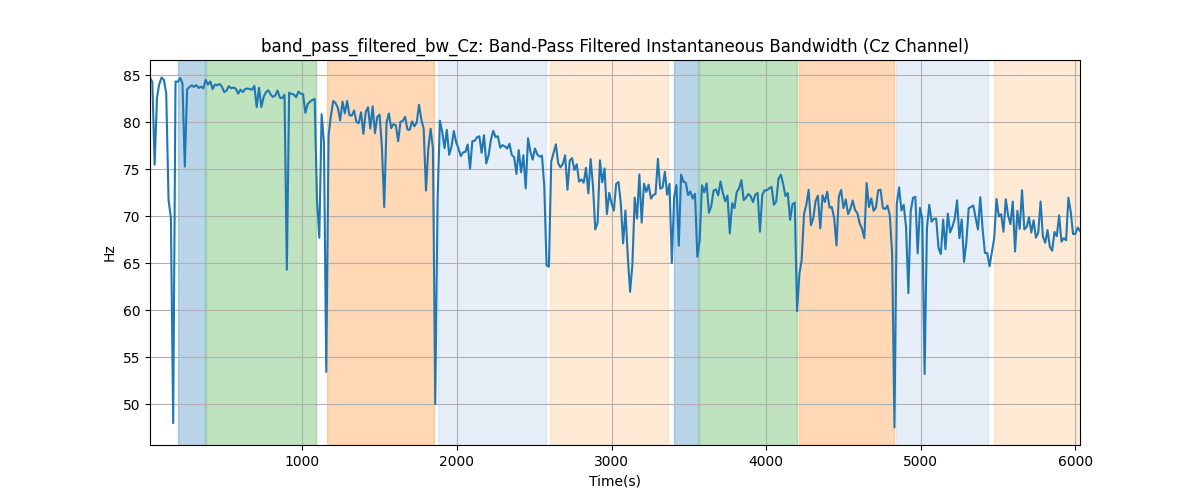 band_pass_filtered_bw_Cz: Band-Pass Filtered Instantaneous Bandwidth (Cz Channel)
85
80
75
70
65
60
55
50
Hz
1000 2000 3000 4000 5000 6000
Time(s)